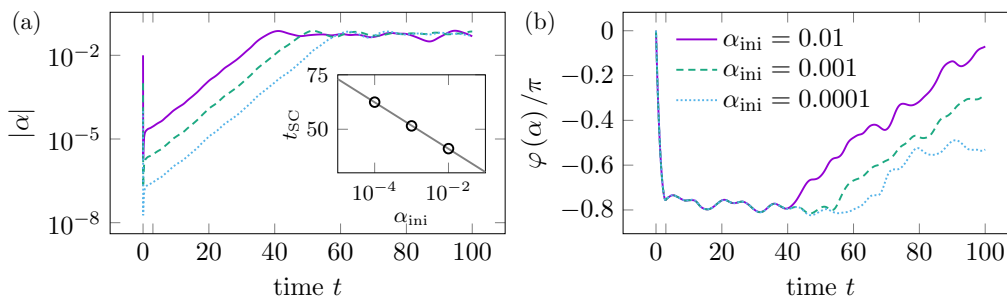 (a)
|α|
10⁻²
10⁻⁵
10⁻⁸
0 20 40 60 80 100
time t
t_SC
75
50
10⁻⁴ 10⁻²
α_ini
(b)
φ(α)/π
0
−0.2
−0.4
−0.6
−0.8
0 20 40 60 80 100
time t
α_ini = 0.01
α_ini = 0.001
α_ini = 0.0001